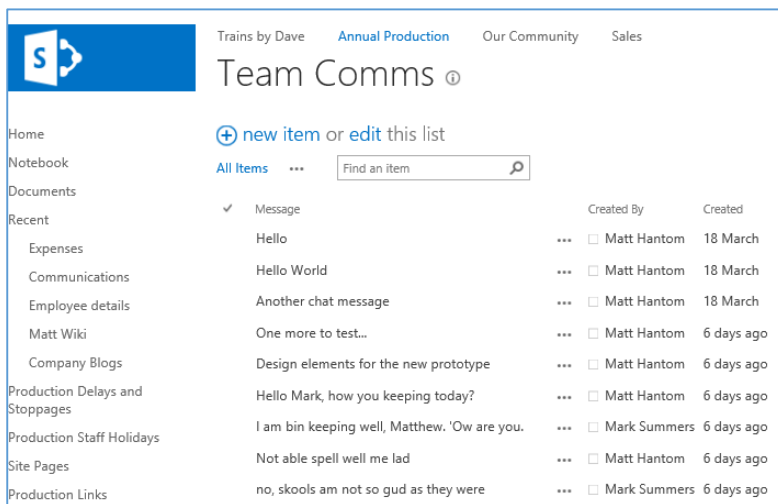 S
Trains by Dave Annual Production Our Community Sales
Team Comms
Home
Notebook
Documents
Recent
Expenses
Communications
Employee details
Matt Wiki
Company Blogs
Production Delays and
Stoppages
Production Staff Holidays
Site Pages
Production Links
new item or edit this list
All Items ... Find an item
Message Created By Created
Hello ... Matt Hantom 18 March
Hello World ... Matt Hantom 18 March
Another chat message ... Matt Hantom 18 March
One more to test... ... Matt Hantom 6 days ago
Design elements for the new prototype ... Matt Hantom 6 days ago
Hello Mark, how you keeping today? ... Matt Hantom 6 days ago
I am bin keeping well, Matthew. 'Ow are you. ... Mark Summers 6 days ago
Not able spell well me lad ... Matt Hantom 6 days ago
no, skools am not so gud as they were ... Mark Summers 6 days ago